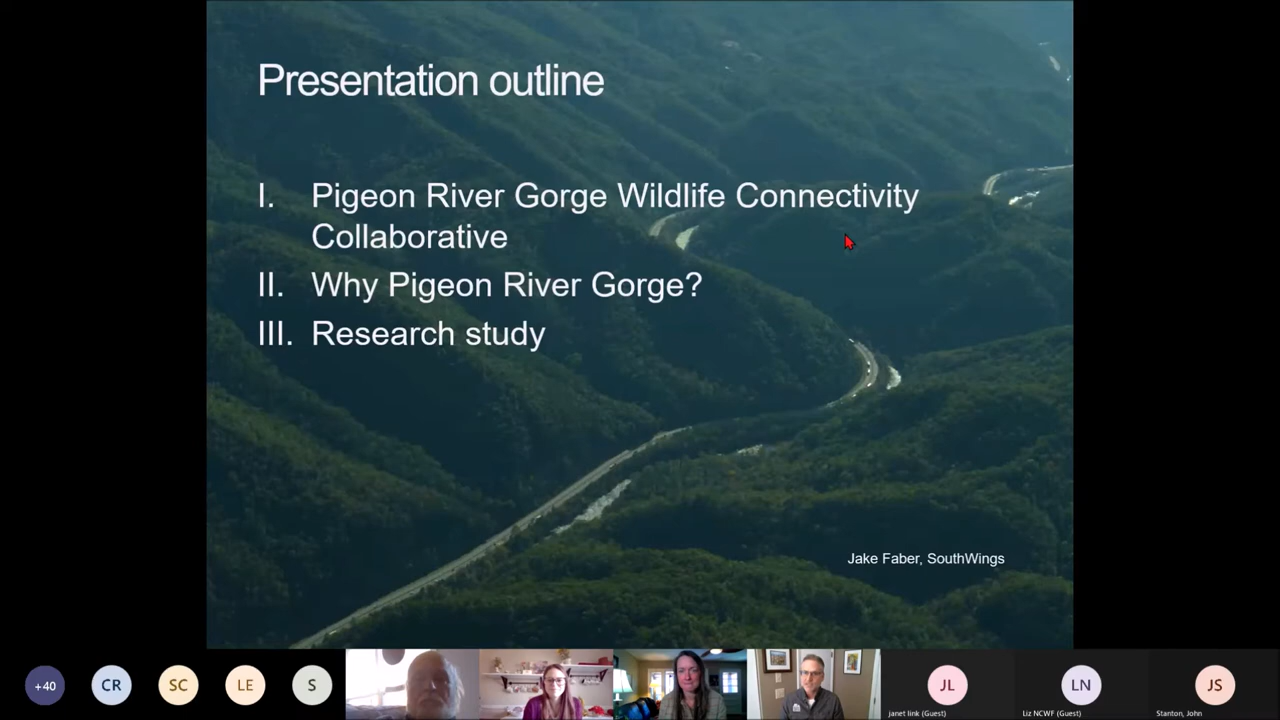 Presentation outline
I. Pigeon River Gorge Wildlife Connectivity
Collaborative
II. Why Pigeon River Gorge?
III. Research study
Jake Faber, SouthWings
+40
CR
SC
LE
S
JL
LN
JS
janet link (Guest)
Liz NCWF (Guest)
Stanton, John